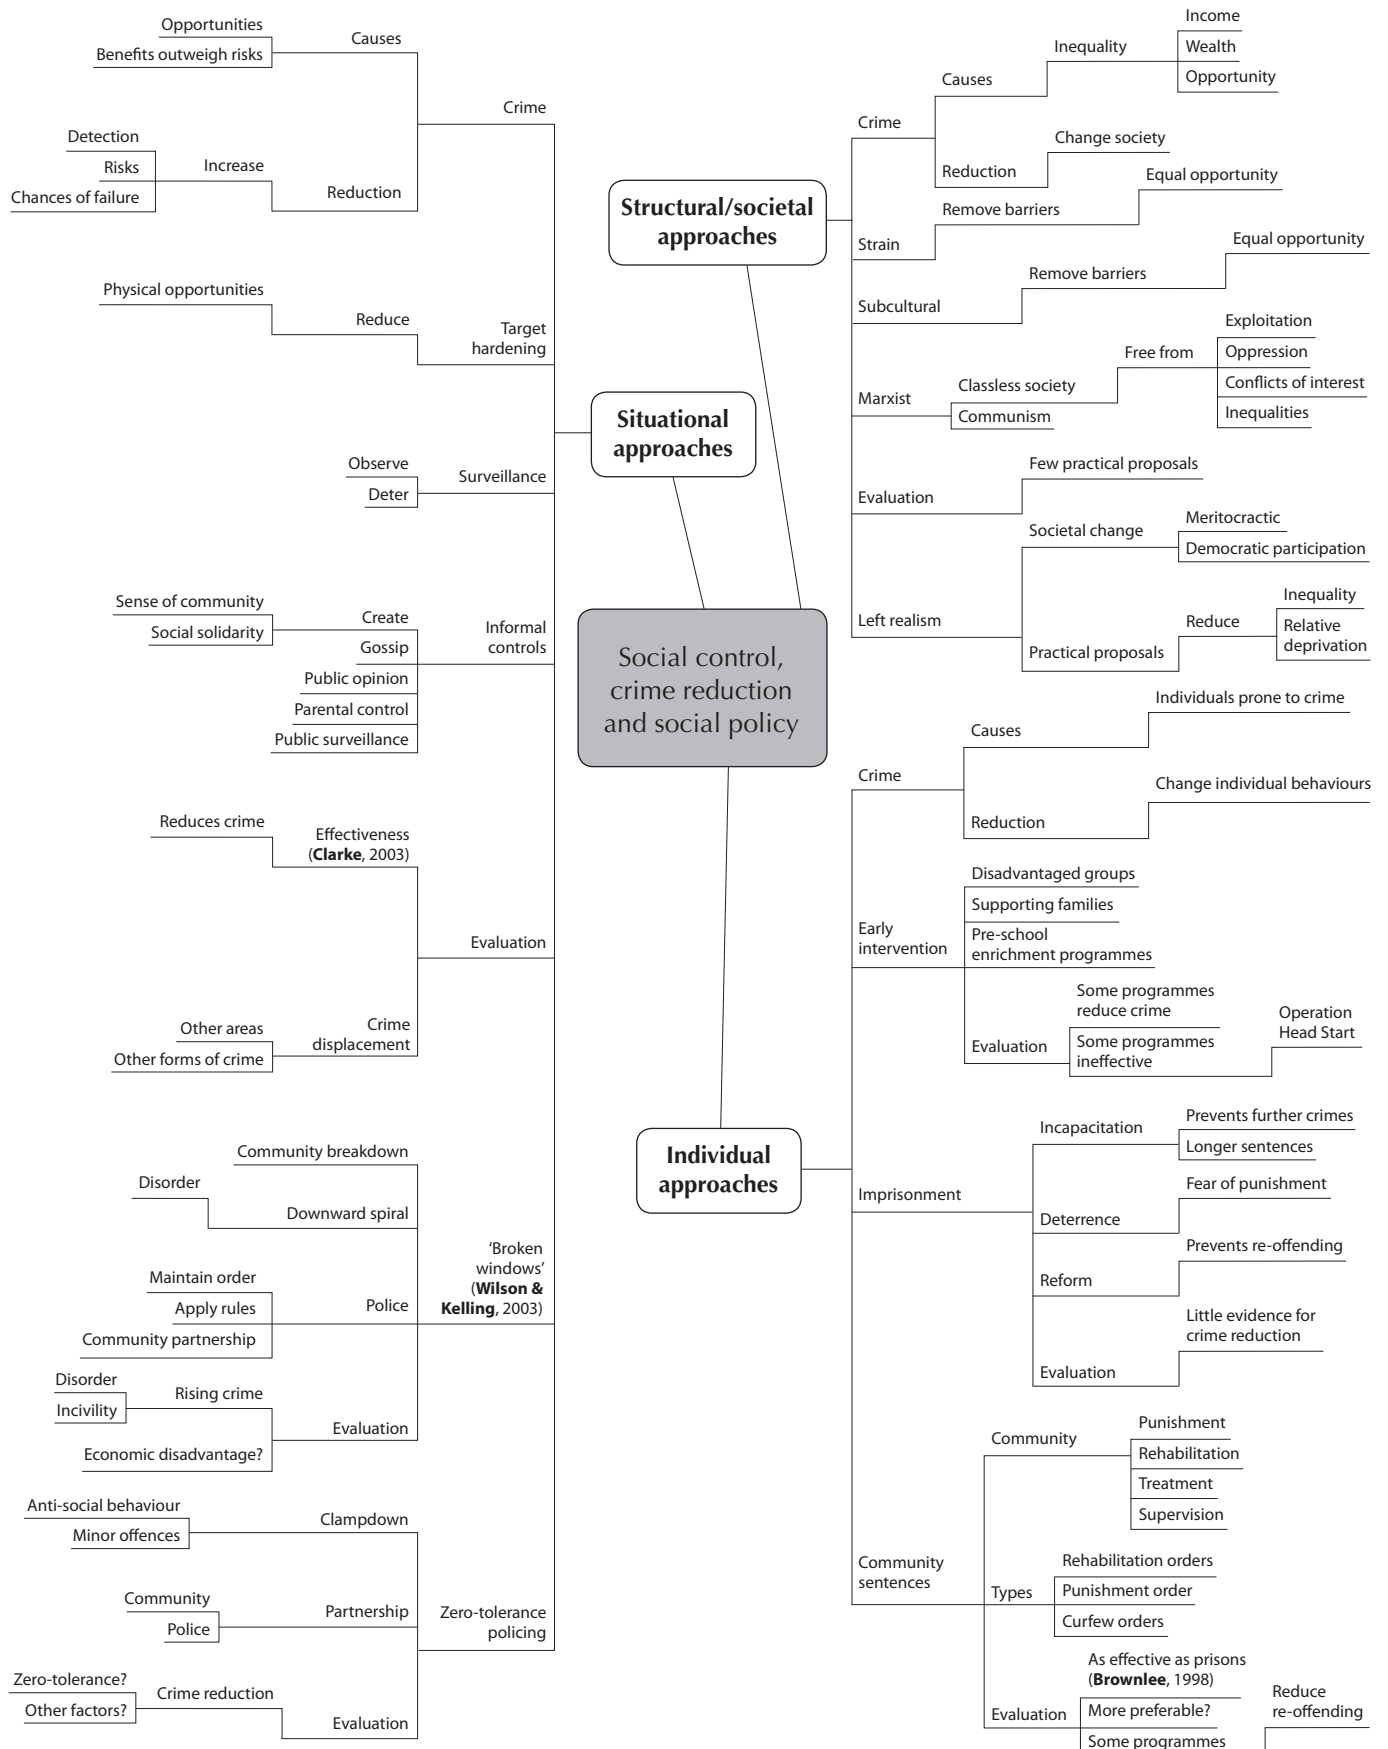 Social control,
crime reduction
and social policy
Situational
approaches
Crime
Causes
Opportunities
Benefits outweigh risks
Reduction
Increase
Detection
Risks
Chances of failure
Target
hardening
Reduce
Physical opportunities
Surveillance
Observe
Deter
Informal
controls
Create
Sense of community
Social solidarity
Gossip
Public opinion
Parental control
Public surveillance
Evaluation
Effectiveness
(Clarke, 2003)
Reduces crime
Crime
displacement
Other areas
Other forms of crime
‘Broken
windows’
(Wilson &
Kelling, 2003)
Community breakdown
Downward spiral
Disorder
Police
Maintain order
Apply rules
Community partnership
Evaluation
Rising crime
Disorder
Incivility
Economic disadvantage?
Zero-tolerance
policing
Clampdown
Anti-social behaviour
Minor offences
Partnership
Community
Police
Evaluation
Crime reduction
Zero-tolerance?
Other factors?
Structural/societal
approaches
Crime
Causes
Inequality
Income
Wealth
Opportunity
Reduction
Change society
Strain
Remove barriers
Equal opportunity
Subcultural
Remove barriers
Equal opportunity
Marxist
Classless society
Free from
Exploitation
Oppression
Conflicts of interest
Inequalities
Communism
Evaluation
Few practical proposals
Left realism
Societal change
Meritocractic
Democratic participation
Practical proposals
Reduce
Inequality
Relative
deprivation
Individual
approaches
Crime
Causes
Individuals prone to crime
Reduction
Change individual behaviours
Early
intervention
Disadvantaged groups
Supporting families
Pre-school
enrichment programmes
Evaluation
Some programmes
reduce crime
Some programmes
ineffective
Operation
Head Start
Imprisonment
Incapacitation
Prevents further crimes
Longer sentences
Deterrence
Fear of punishment
Reform
Prevents re-offending
Evaluation
Little evidence for
crime reduction
Community
sentences
Community
Punishment
Rehabilitation
Treatment
Supervision
Types
Rehabilitation orders
Punishment order
Curfew orders
Evaluation
As effective as prisons
(Brownlee, 1998)
More preferable?
Some programmes
Reduce
re-offending